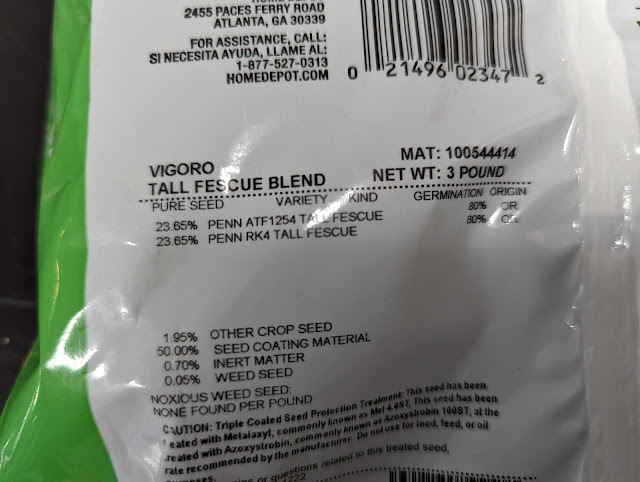 2455 PACES FERRY ROAD
ATLANTA, GA 30339
FOR ASSISTANCE, CALL:
SI NECESITA AYUDA, LLAME AL:
1-877-527-0313
HOMEDEPOT.COM
0 21496 02347 2
MAT: 100544414
VIGORO
TALL FESCUE BLEND NET WT: 3 POUND
PURE SEED VARIETY KIND GERMINATION ORIGIN
23.65% PENN ATF1254 TALL FESCUE 80% OR
23.65% PENN RK4 TALL FESCUE 80% OR
1.95% OTHER CROP SEED
50.00% SEED COATING MATERIAL
0.70% INERT MATTER
0.05% WEED SEED
NOXIOUS WEED SEED:
NONE FOUND PER POUND
CAUTION: Triple Coated Seed Protection Treatment: This seed has been
eated with Metalaxyl, commonly known as Met 4.0ST. This seed has been
reated with Azoxystrobin, commonly known as Azoxystrobin 100ST, at the
rate recommended by the manufacturer. Do not use for food, feed, or oil
or questions related to this treated seed,